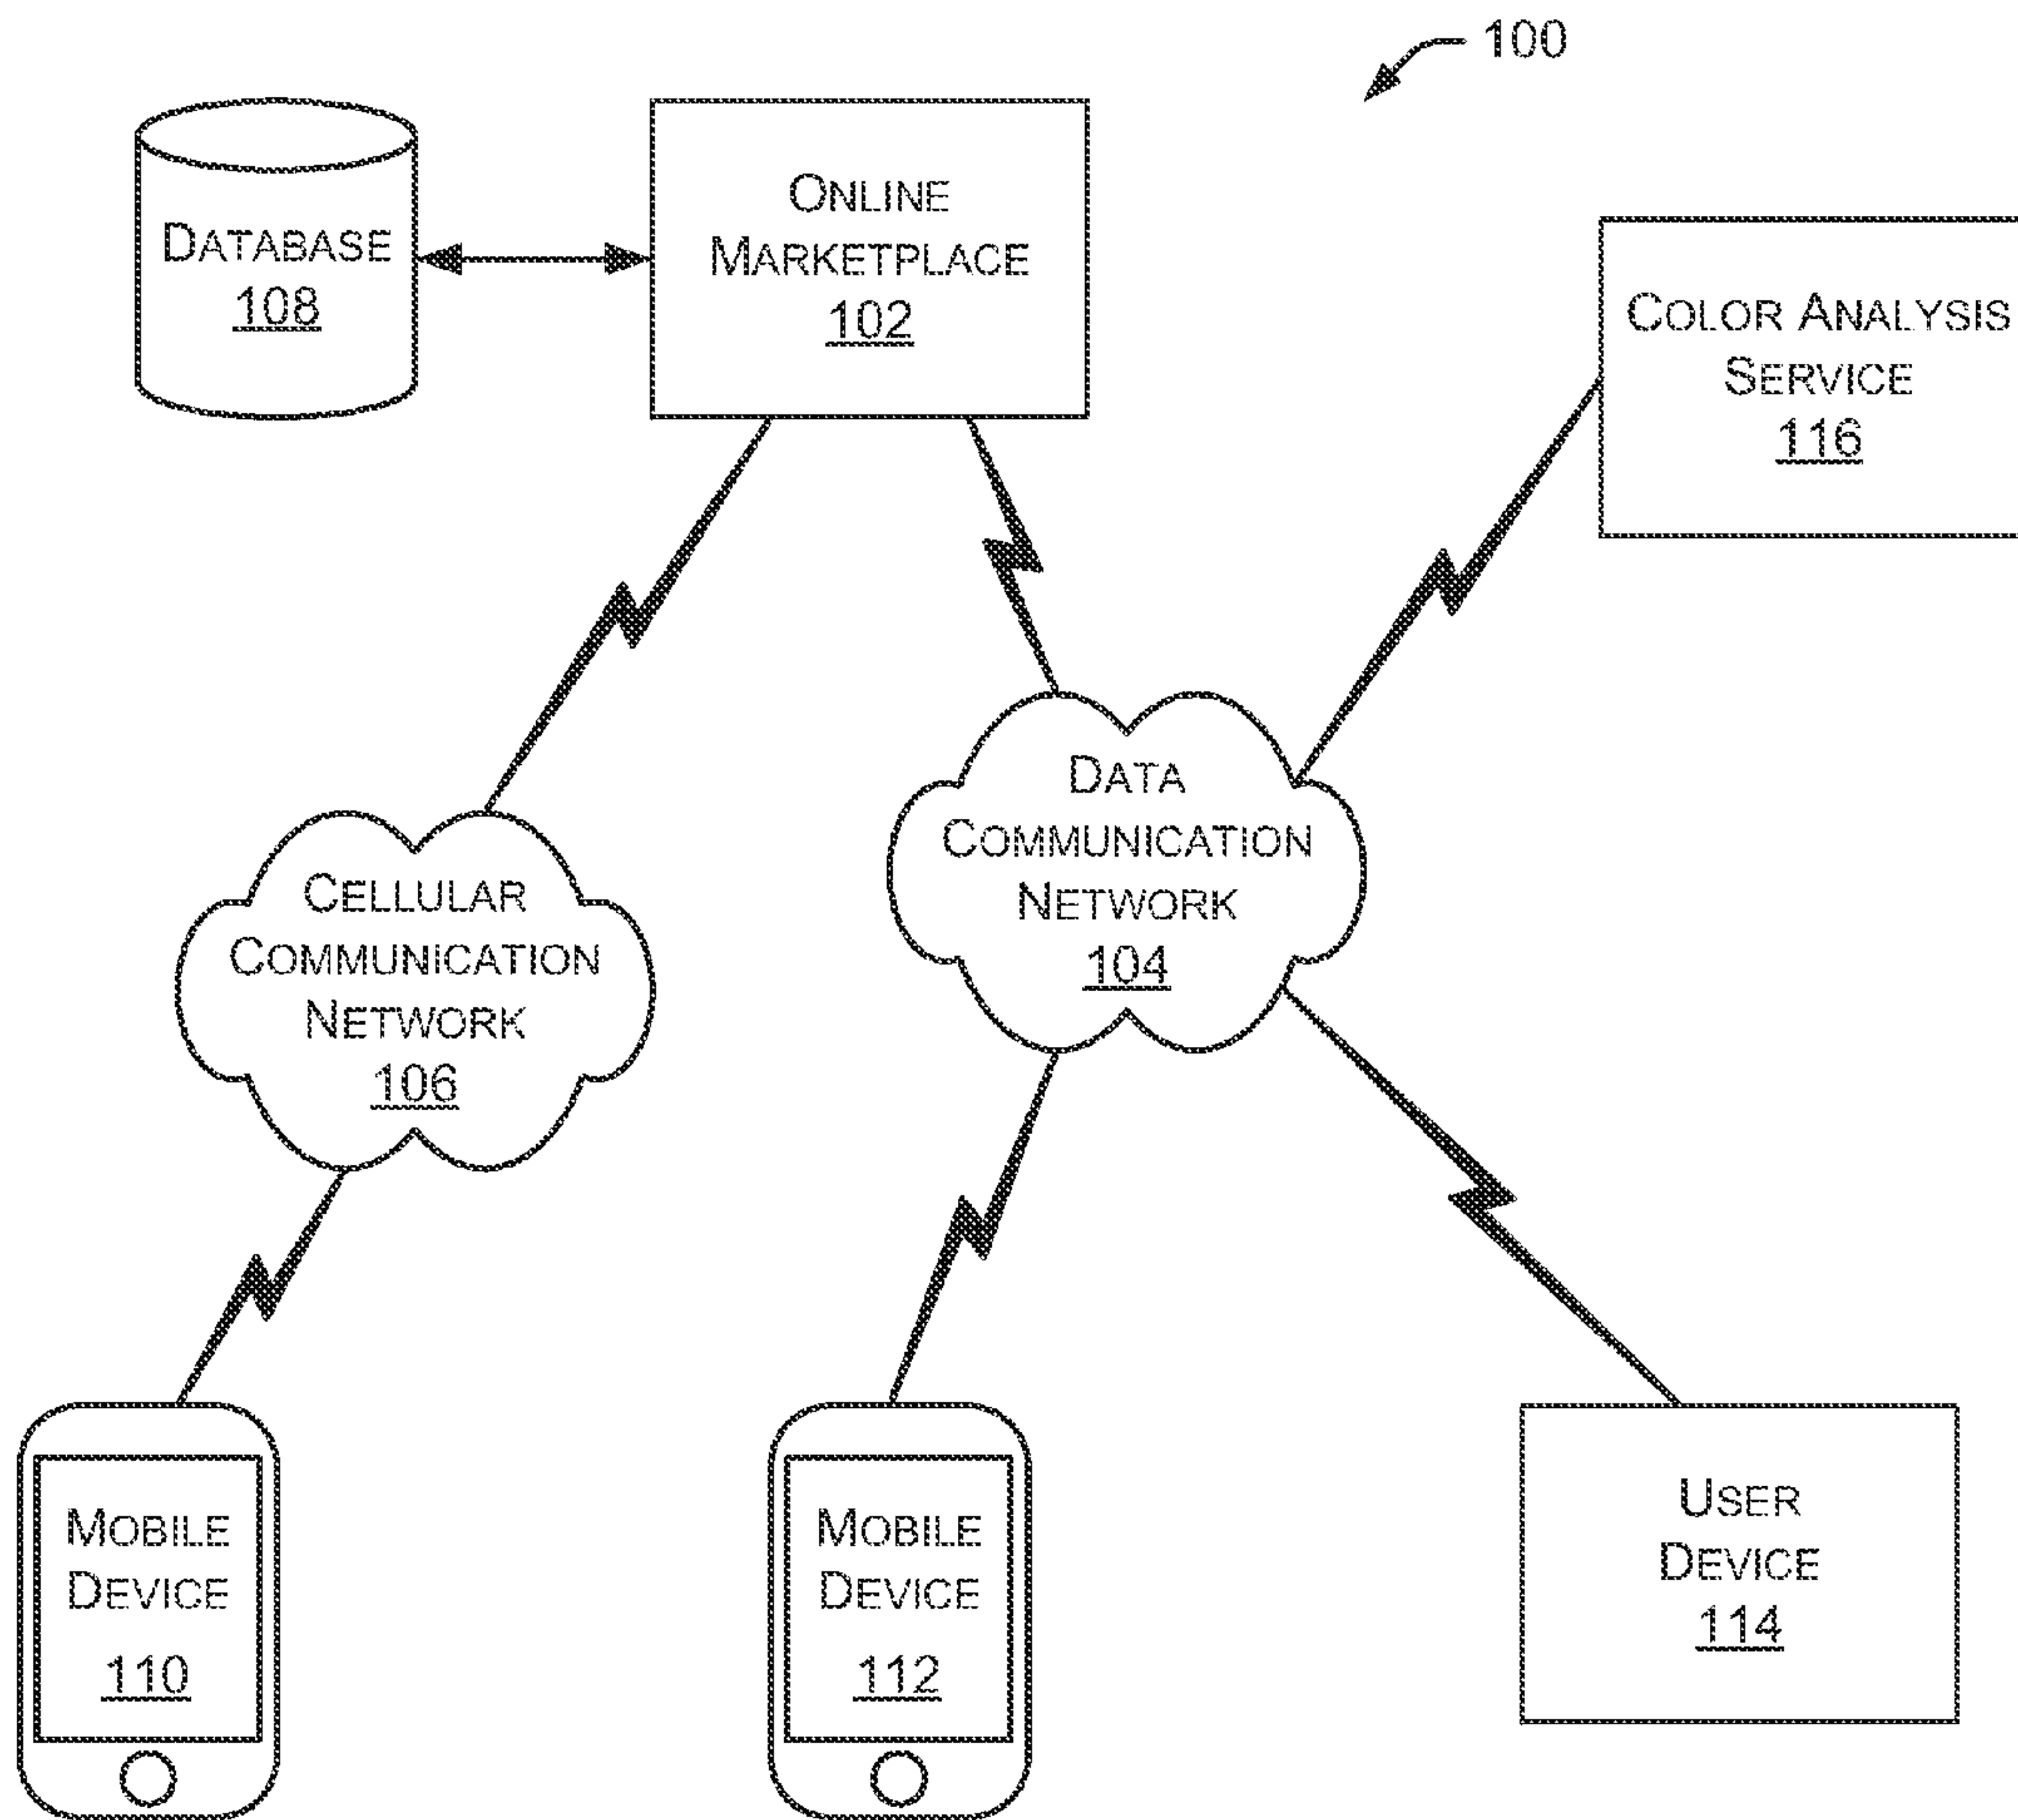 100
DATABASE
108
ONLINE
MARKETPLACE
102
COLOR ANALYSIS
SERVICE
116
DATA
COMMUNICATION
NETWORK
104
CELLULAR
COMMUNICATION
NETWORK
106
MOBILE
DEVICE
110
MOBILE
DEVICE
112
USER
DEVICE
114